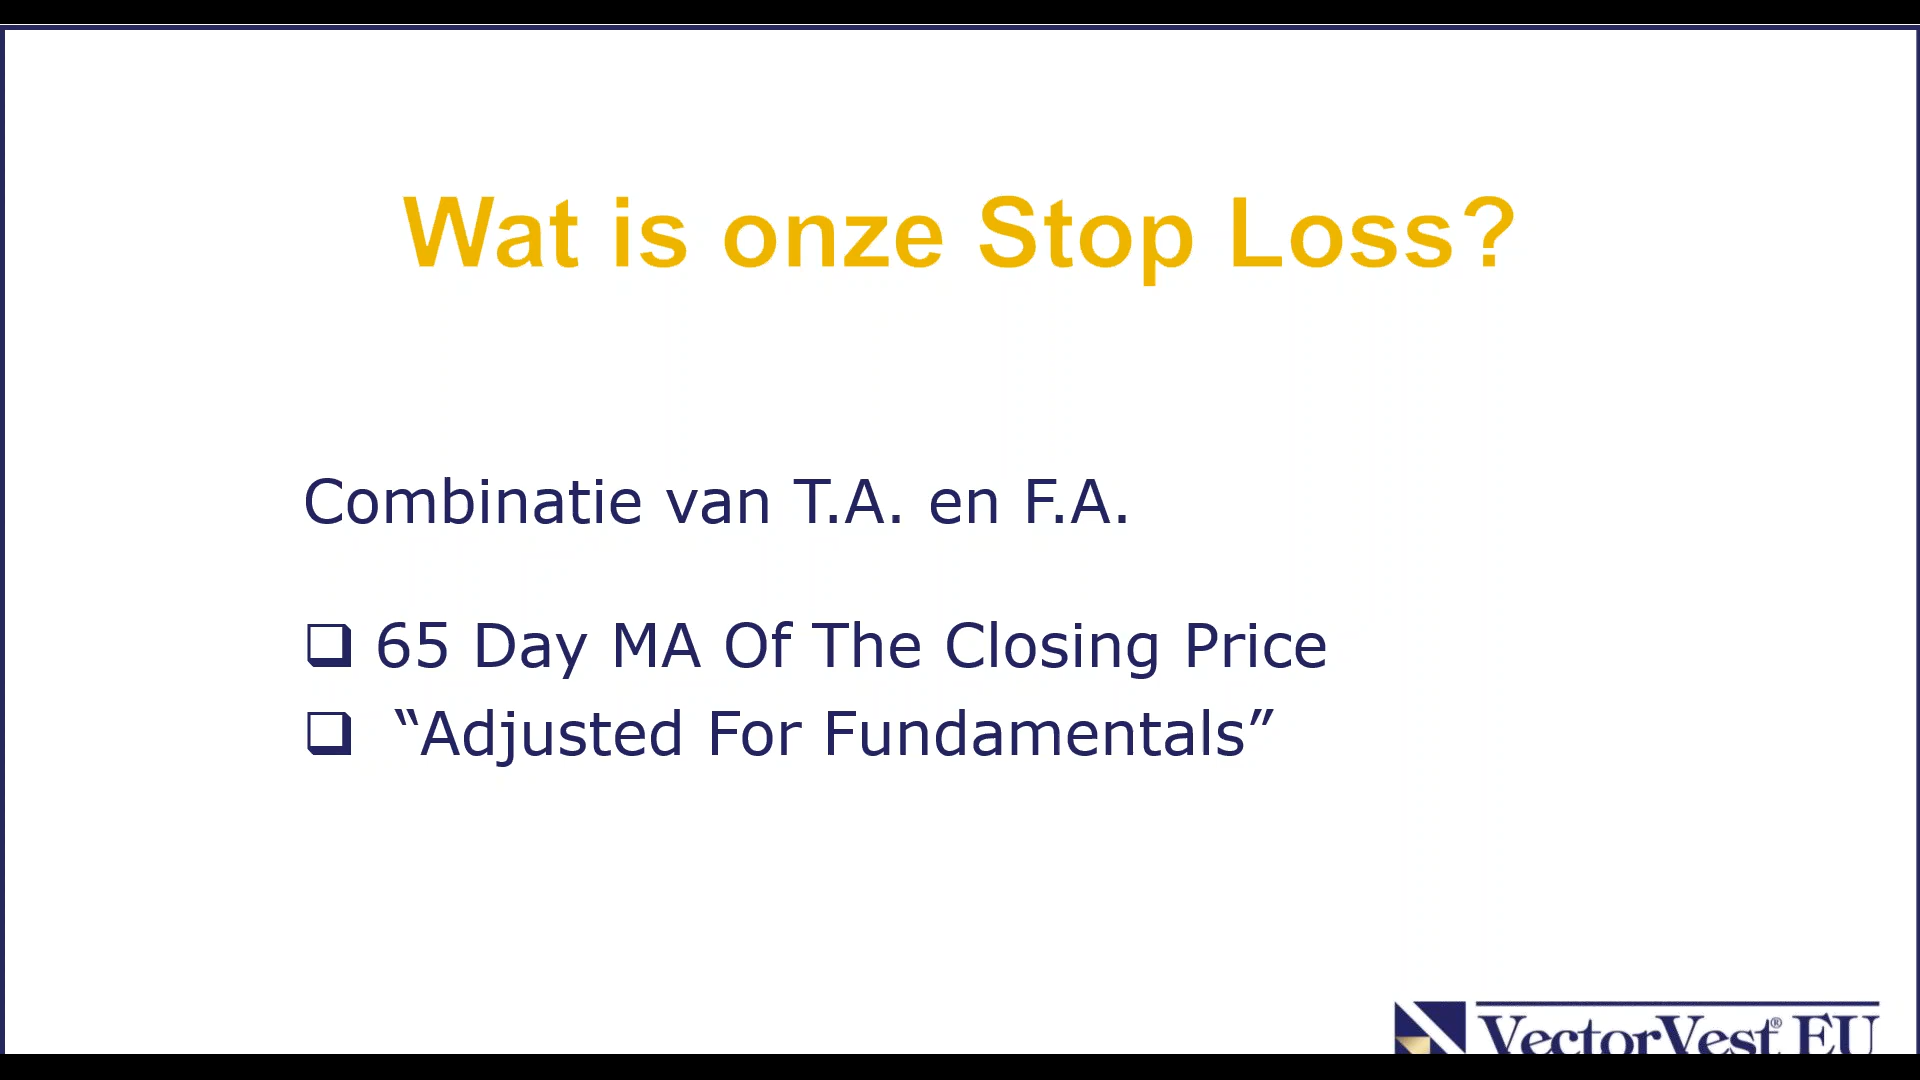 Wat is onze Stop Loss?
Combinatie van T.A. en F.A.
❑ 65 Day MA Of The Closing Price
❑ “Adjusted For Fundamentals”
VectorVest® EU